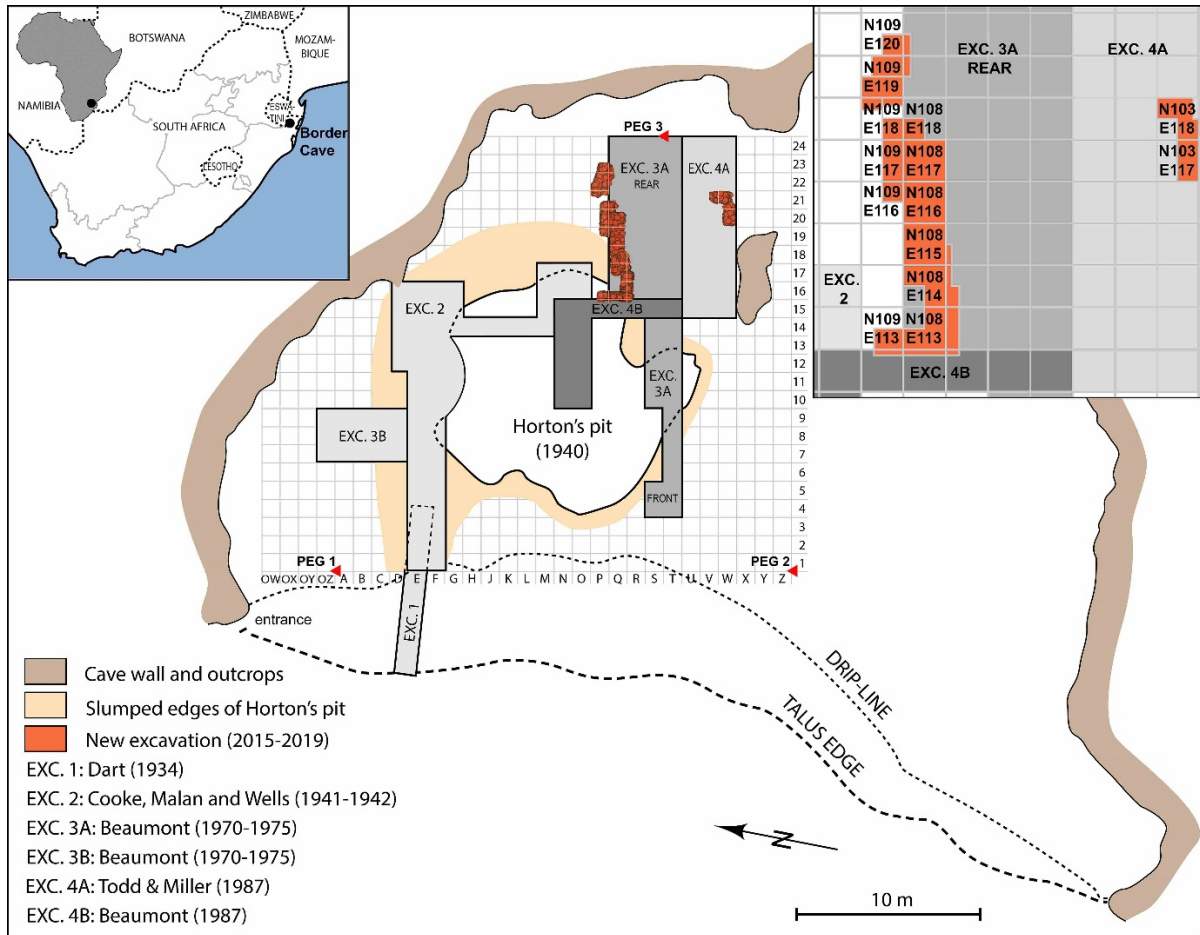 ZIMBABWE
BOTSWANA
MOZAM-
BIQUE
NAMIBIA
ESWA-
TINI
SOUTH AFRICA
Border
Cave
LESOTHO
N109
E120
N109
E119
N109 N108
E118 E118
N109 N108
E117 E117
N109 N108
E116 E116
N108
E115
N108
E114
N109 N108
E113 E113
EXC. 3A
REAR
EXC. 4A
N103
E118
N103
E117
EXC.
2
EXC. 4B
PEG 3
EXC. 3A
REAR
EXC. 4A
24
23
22
21
20
19
18
17
16
15
14
13
12
11
10
9
8
7
6
5
4
3
2
1
EXC. 2
EXC. 4B
EXC.
3A
EXC. 3B
Horton's pit
(1940)
FRONT
PEG 1
PEG 2
OW OX OY OZ A B C D E F G H J K L M N O P Q R S T U V W X Y Z
entrance
EXC. 1
DRIP-LINE
TALUS EDGE
Cave wall and outcrops
Slumped edges of Horton's pit
New excavation (2015-2019)
EXC. 1: Dart (1934)
EXC. 2: Cooke, Malan and Wells (1941-1942)
EXC. 3A: Beaumont (1970-1975)
EXC. 3B: Beaumont (1970-1975)
EXC. 4A: Todd & Miller (1987)
EXC. 4B: Beaumont (1987)
N
10 m